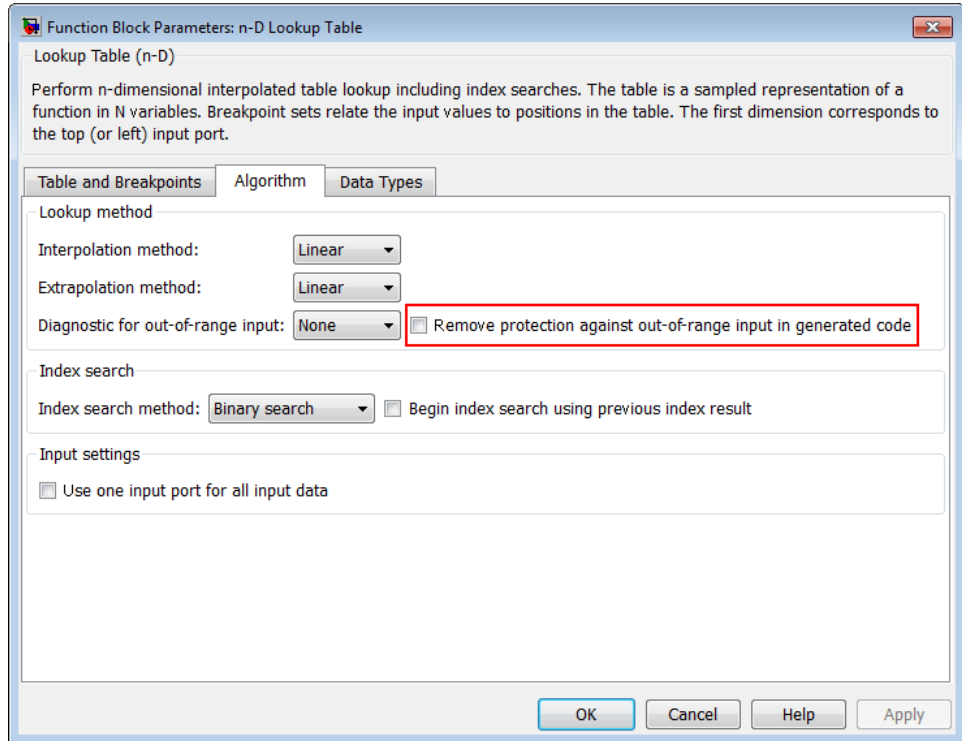 Function Block Parameters: n-D Lookup Table
Lookup Table (n-D)
Perform n-dimensional interpolated table lookup including index searches. The table is a sampled representation of a
function in N variables. Breakpoint sets relate the input values to positions in the table. The first dimension corresponds to
the top (or left) input port.
Table and Breakpoints Algorithm Data Types
Lookup method
Interpolation method: Linear
Extrapolation method: Linear
Diagnostic for out-of-range input: None Remove protection against out-of-range input in generated code
Index search
Index search method: Binary search Begin index search using previous index result
Input settings
Use one input port for all input data
OK Cancel Help Apply